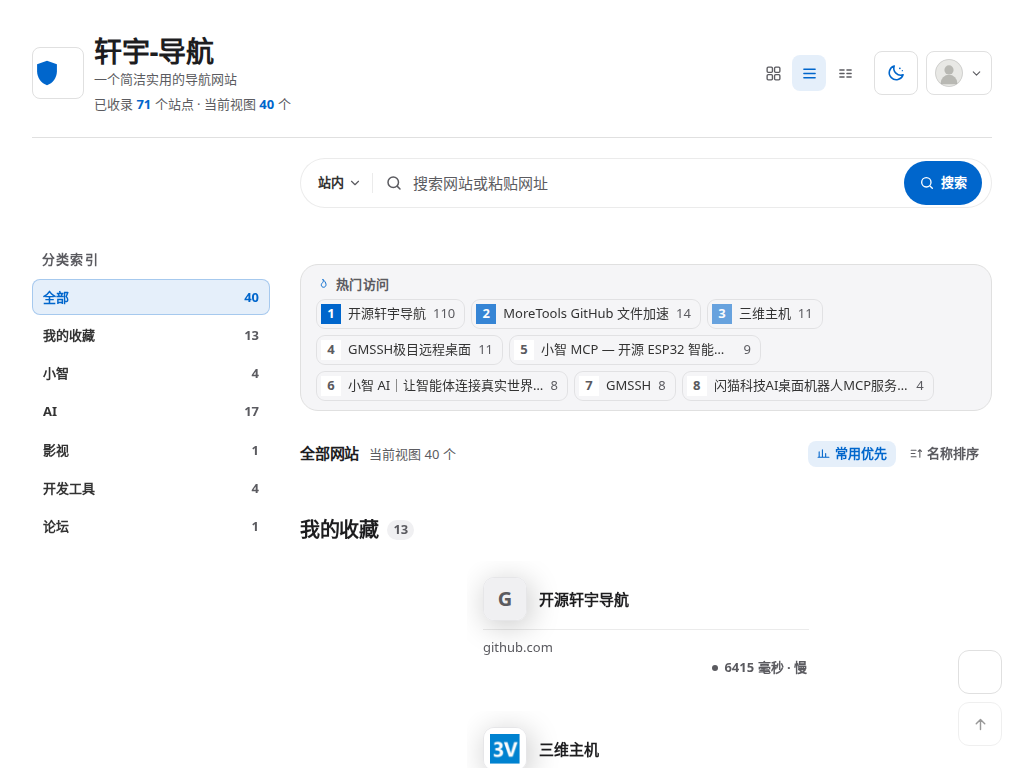 轩宇-导航
一个简洁实用的导航网站
已收录 71 个站点 · 当前视图 40 个
站内 搜索网站或粘贴网址 搜索
分类索引
全部 40
我的收藏 13
小智 4
AI 17
影视 1
开发工具 4
论坛 1
热门访问
1 开源轩宇导航 110 2 MoreTools GitHub 文件加速 14 3 三维主机 11
4 GMSSH极目远程桌面 11 5 小智 MCP — 开源 ESP32 智能... 9
6 小智 AI｜让智能体连接真实世界... 8 7 GMSSH 8 8 闪猫科技AI桌面机器人MCP服务... 4
全部网站 当前视图 40 个 常用优先 名称排序
我的收藏 13
G 开源轩宇导航
github.com
6415 毫秒 · 慢
3V 三维主机